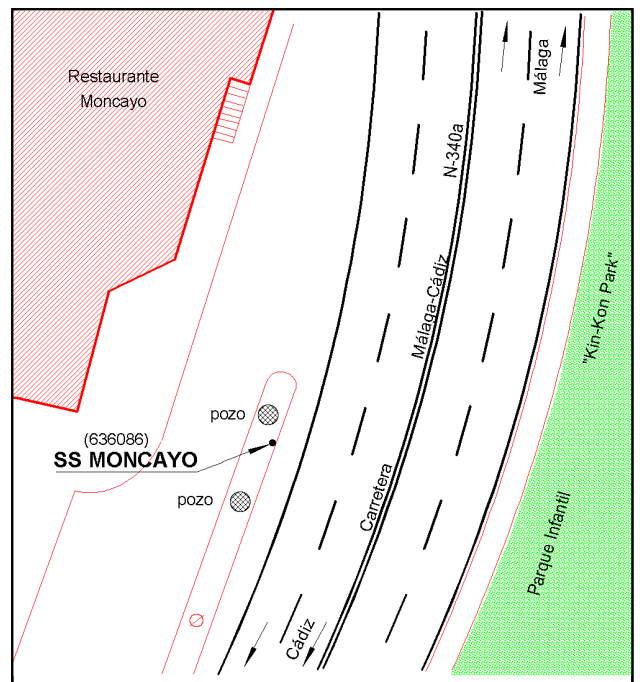 Restaurante
Moncayo
Málaga
N-340a
Málaga-Cádiz
"Kin-Kon Park"
pozo
(636086)
SS MONCAYO
pozo
Carretera
Parque Infantil
Cádiz